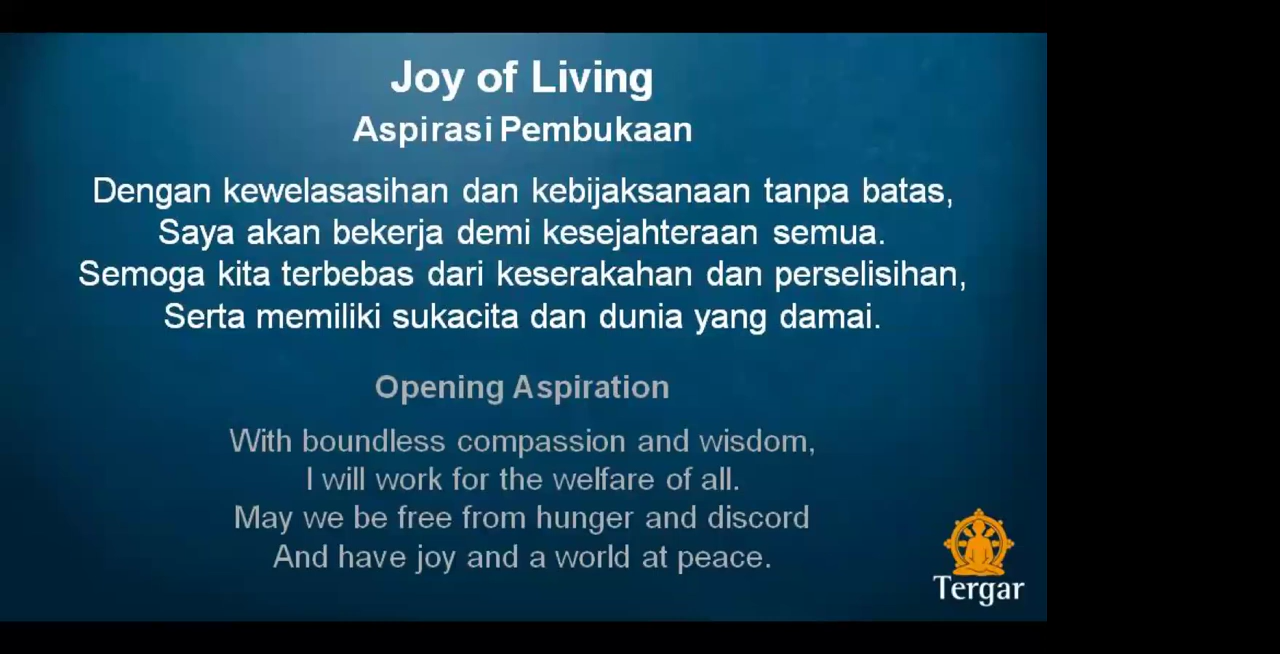 Joy of Living
Aspirasi Pembukaan
Dengan kewelasasihan dan kebijaksanaan tanpa batas,
Saya akan bekerja demi kesejahteraan semua.
Semoga kita terbebas dari keserakahan dan perselisihan,
Serta memiliki sukacita dan dunia yang damai.
Opening Aspiration
With boundless compassion and wisdom,
I will work for the welfare of all.
May we be free from hunger and discord
And have joy and a world at peace.
Tergar